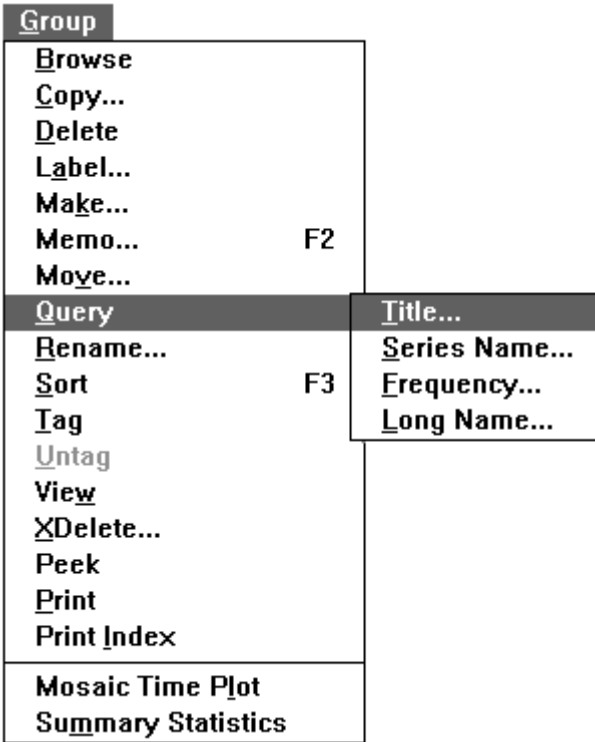 Group
Browse
Copy...
Delete
Label...
Make...
Memo... F2
Move...
Query Title...
Rename... Series Name...
Sort F3 Frequency...
Tag Long Name...
Untag
View
XDelete...
Peek
Print
Print Index
Mosaic Time Plot
Summary Statistics